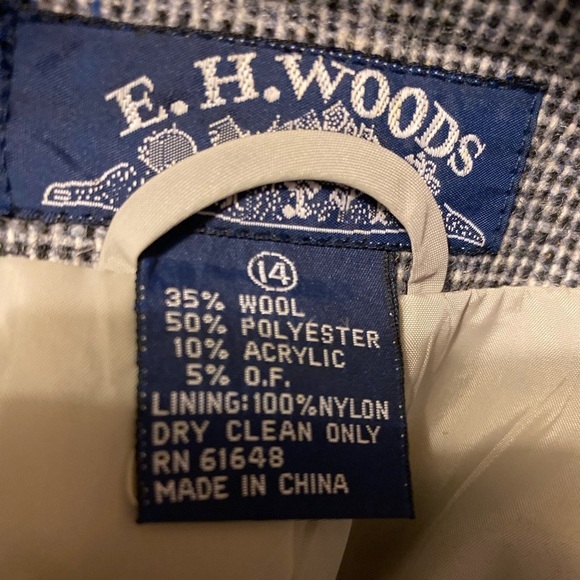 E.H.WOODS
14
35% WOOL
50% POLYESTER
10% ACRYLIC
5% O.F.
LINING:100%NYLON
DRY CLEAN ONLY
RN 61648
MADE IN CHINA